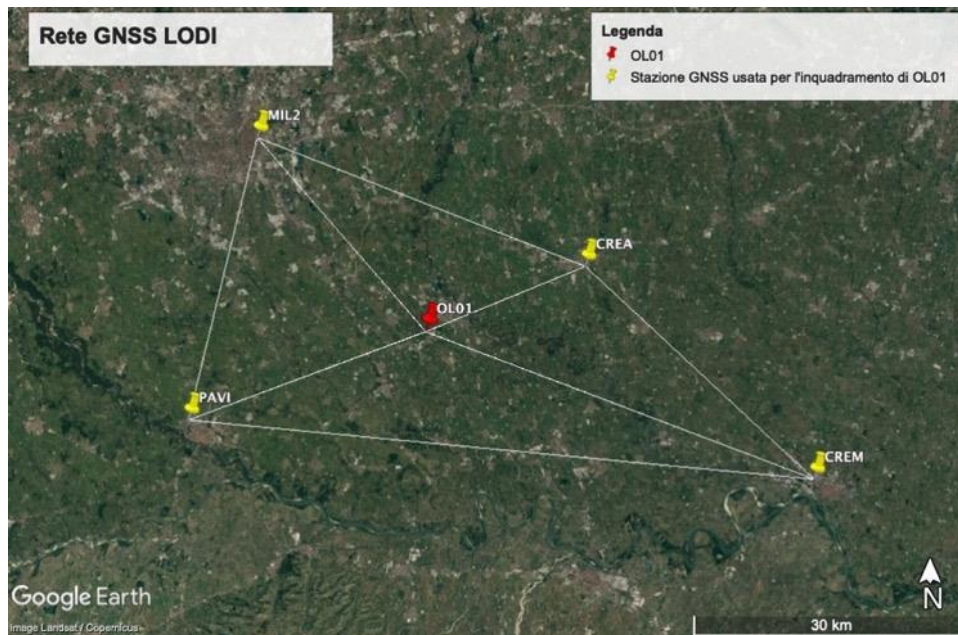 Rete GNSS LODI
Legenda
OL01
Stazione GNSS usata per l'inquadramento di OL01
MIL2
CREA
OL01
PAVI
CREM
Google Earth
N
Image Landsat / Copernicus
30 km